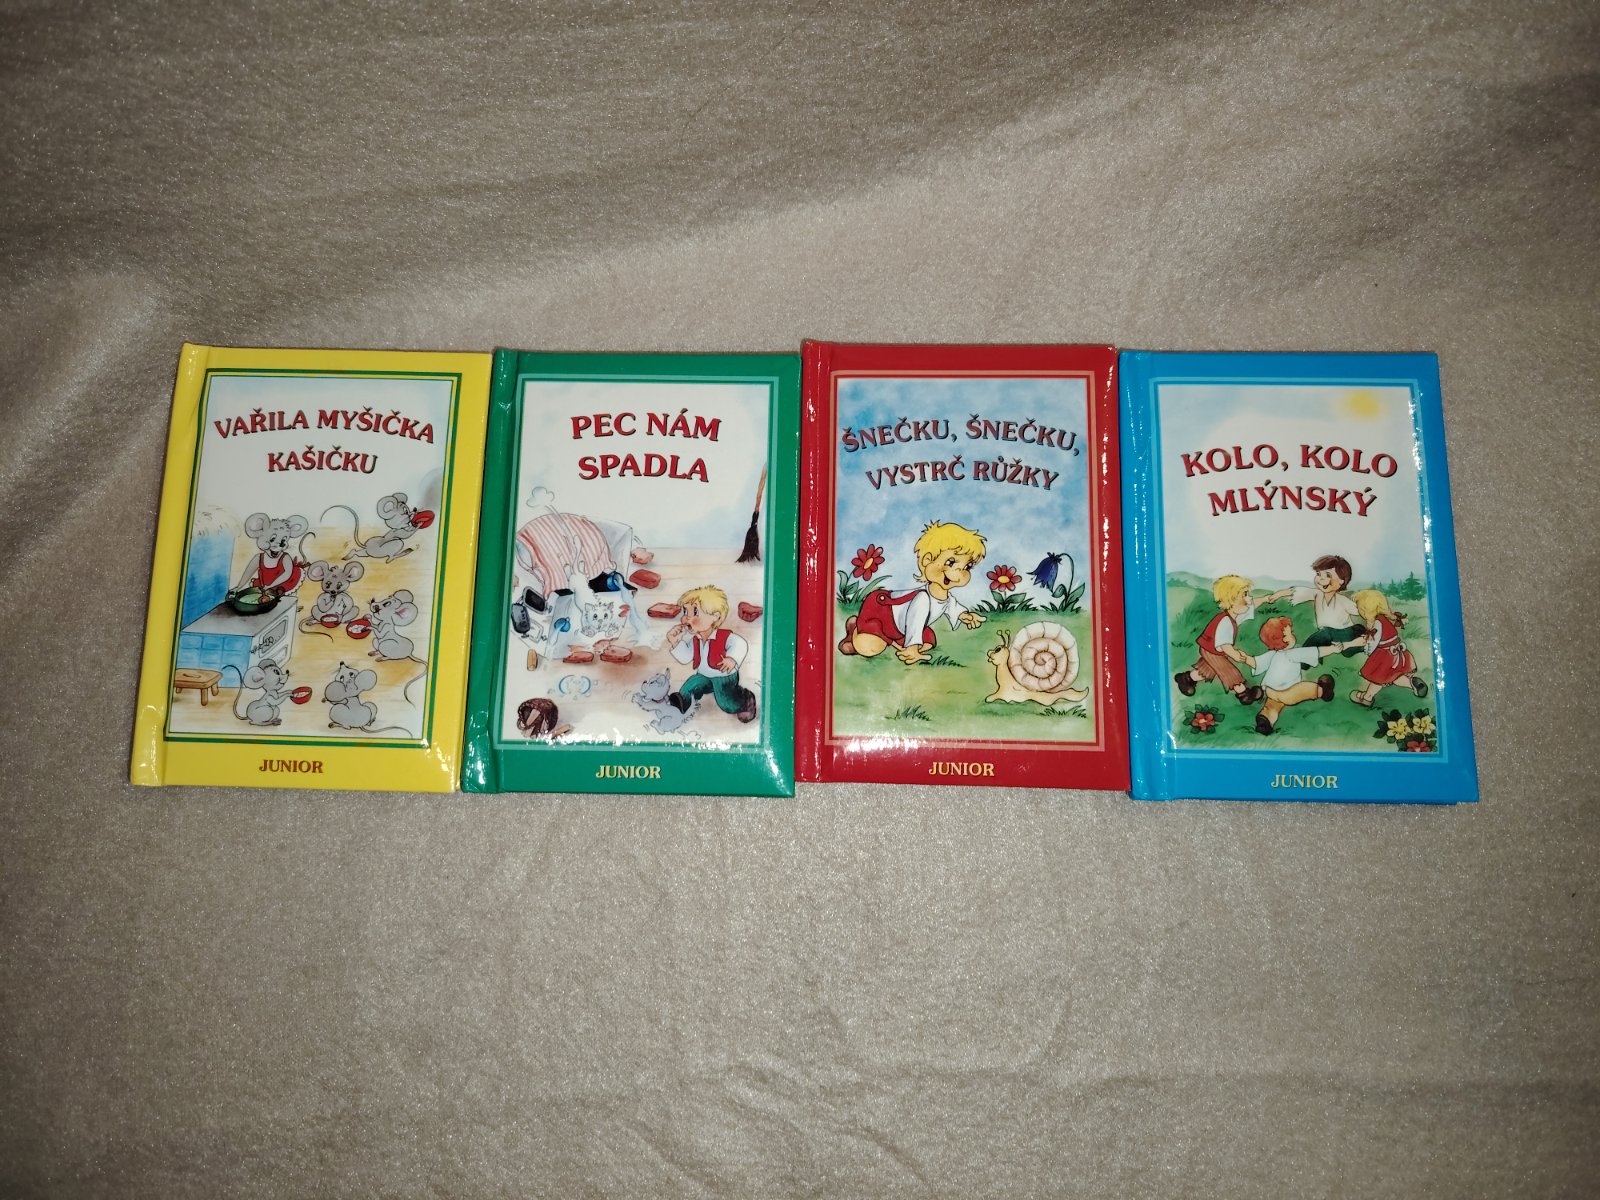 VAŘILA MYŠIČKA
KAŠIČKU
JUNIOR
PEC NÁM
SPADLA
JUNIOR
ŠNEČKU, ŠNEČKU,
VYSTRČ RŮŽKY
JUNIOR
KOLO, KOLO
MLÝNSKÝ
JUNIOR